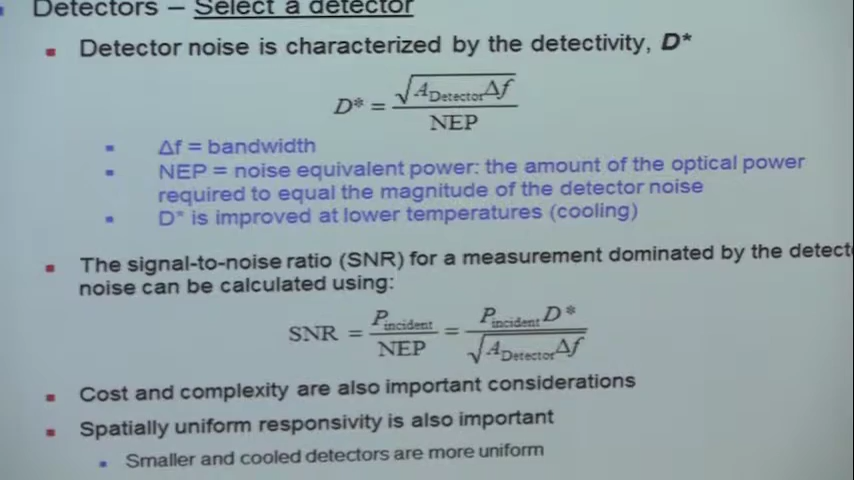 Detectors – Select a detector
Detector noise is characterized by the detectivity, D*
D* = √(A_Detector Δf) / NEP
Δf = bandwidth
NEP = noise equivalent power: the amount of the optical power
required to equal the magnitude of the detector noise
D* is improved at lower temperatures (cooling)
The signal-to-noise ratio (SNR) for a measurement dominated by the detect
noise can be calculated using:
SNR = P_incident / NEP = P_incident D* / √(A_Detector Δf)
Cost and complexity are also important considerations
Spatially uniform responsivity is also important
Smaller and cooled detectors are more uniform